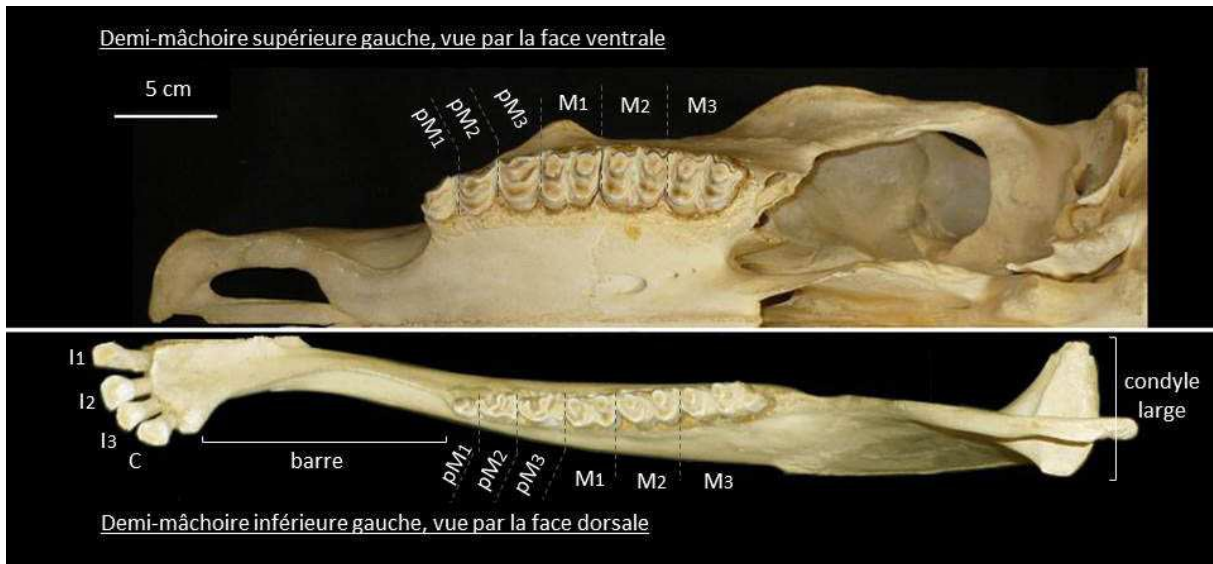 Demi-mâchoire supérieure gauche, vue par la face ventrale
5 cm
pM1
pM2
pM3
M1
M2
M3
I1
I2
I3
C
barre
condyle
large
pM1
pM2
pM3
M1
M2
M3
Demi-mâchoire inférieure gauche, vue par la face dorsale